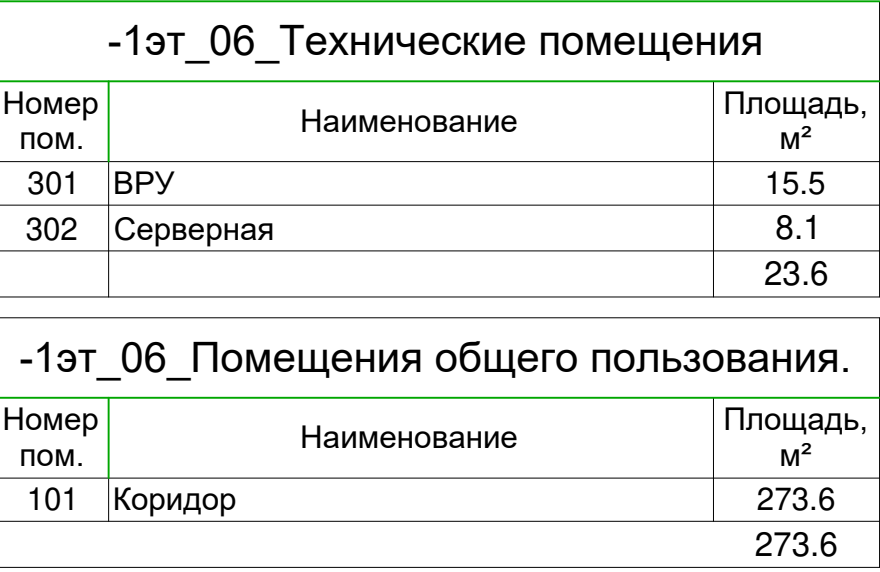 -1эт_06_Технические помещения
Номер пом. Наименование Площадь, м²
301 ВРУ 15.5
302 Серверная 8.1
23.6
-1эт_06_Помещения общего пользования.
Номер пом. Наименование Площадь, м²
101 Коридор 273.6
273.6